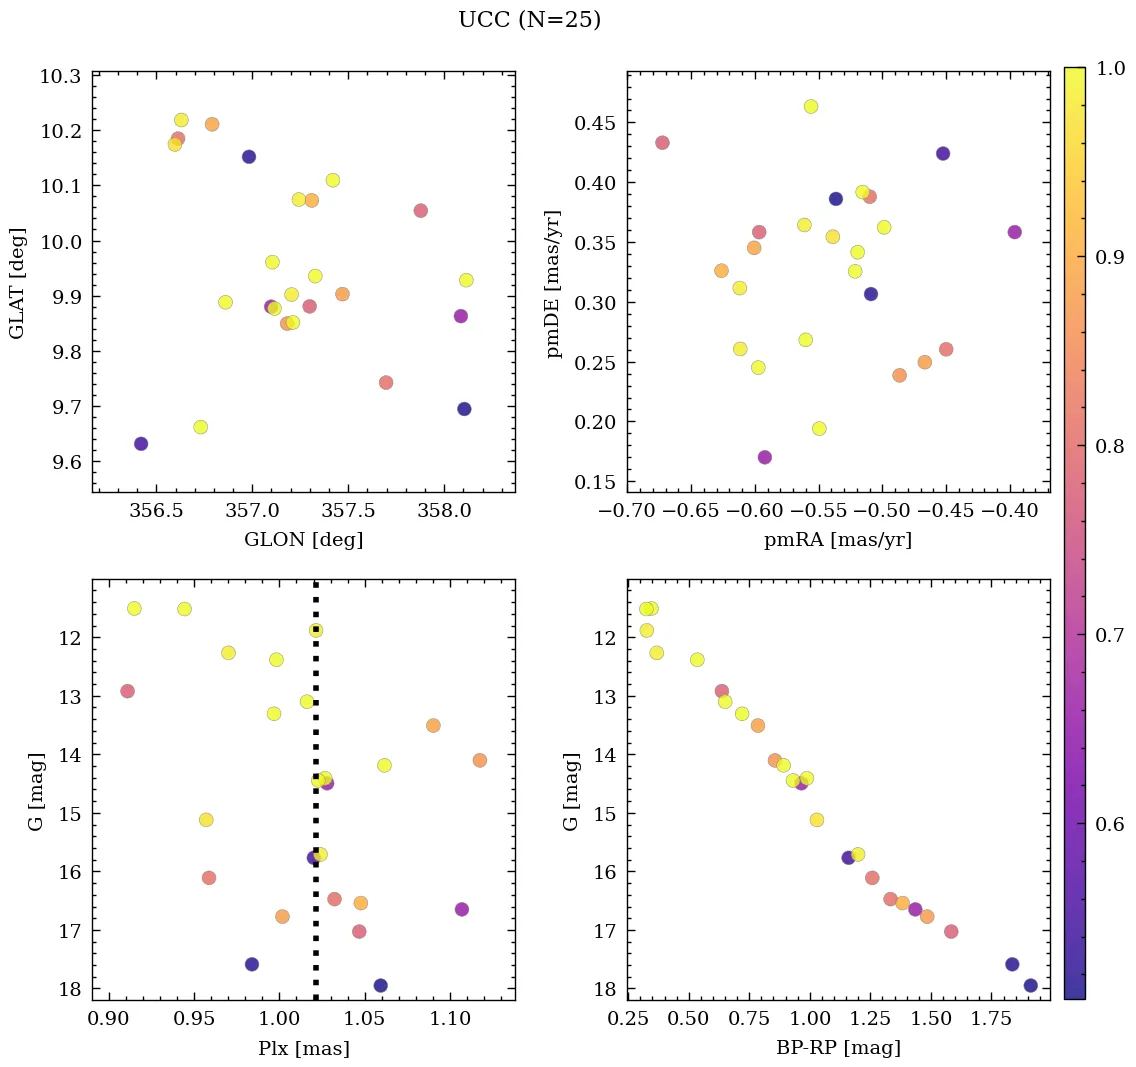 UCC (N=25)
10.3
10.2
10.1
10.0
9.9
9.8
9.7
9.6
GLAT [deg]
356.5 357.0 357.5 358.0
GLON [deg]
0.45
0.40
0.35
0.30
0.25
0.20
0.15
pmDE [mas/yr]
−0.70 −0.65 −0.60 −0.55 −0.50 −0.45 −0.40
pmRA [mas/yr]
12
13
14
15
16
17
18
G [mag]
0.90 0.95 1.00 1.05 1.10
Plx [mas]
12
13
14
15
16
17
18
G [mag]
0.25 0.50 0.75 1.00 1.25 1.50 1.75
BP-RP [mag]
1.0
0.9
0.8
0.7
0.6